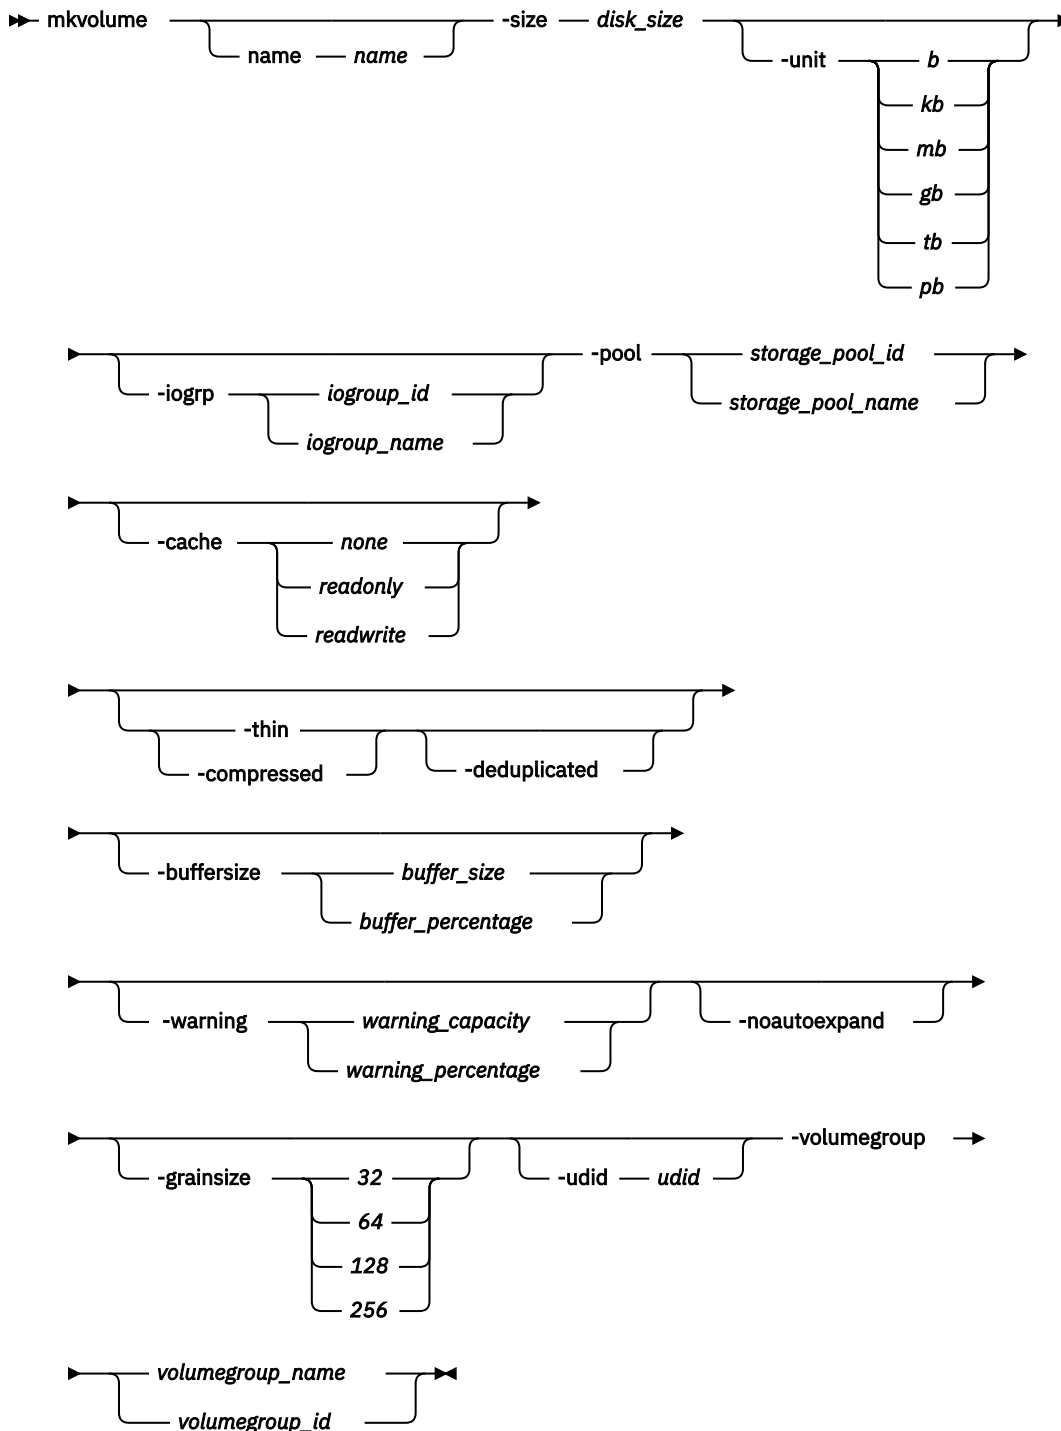 mkvolume -size disk_size
name name -unit b
kb
mb
gb
tb
pb
-pool storage_pool_id
-iogrp iogroup_id storage_pool_name
iogroup_name
-cache none
readonly
readwrite
-thin
-compressed -deduplicated
-buffersize buffer_size
buffer_percentage
-warning warning_capacity -noautoexpand
warning_percentage
-volumegroup
-grainsize 32 -udid udid
64
128
256
volumegroup_name
volumegroup_id